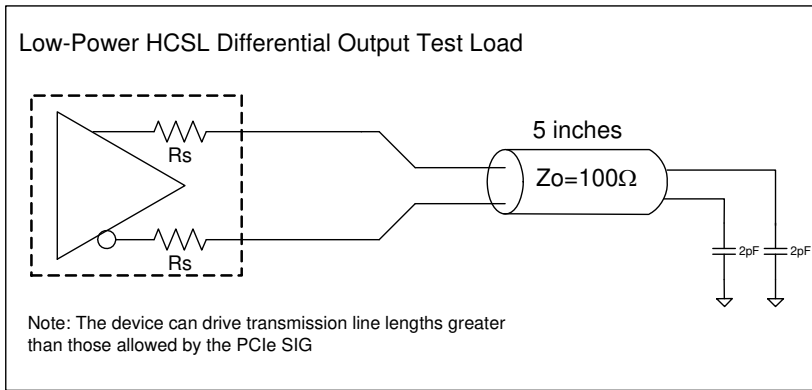 Low-Power HCSL Differential Output Test Load
Rs
5 inches
Zo=100Ω
2pF 2pF
Rs
Note: The device can drive transmission line lengths greater
than those allowed by the PCIe SIG